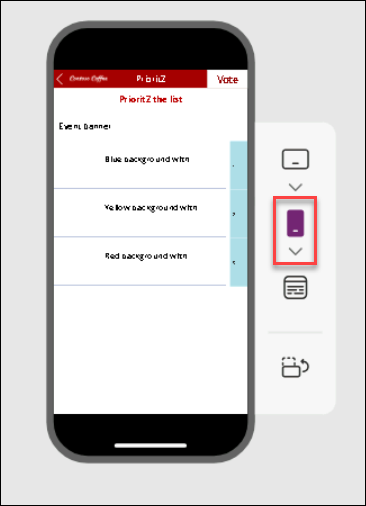 Contoso Coffee PrioritZ Vote
PrioritZ the list
Event banner
Blue background with
Yellow background with
Red background with